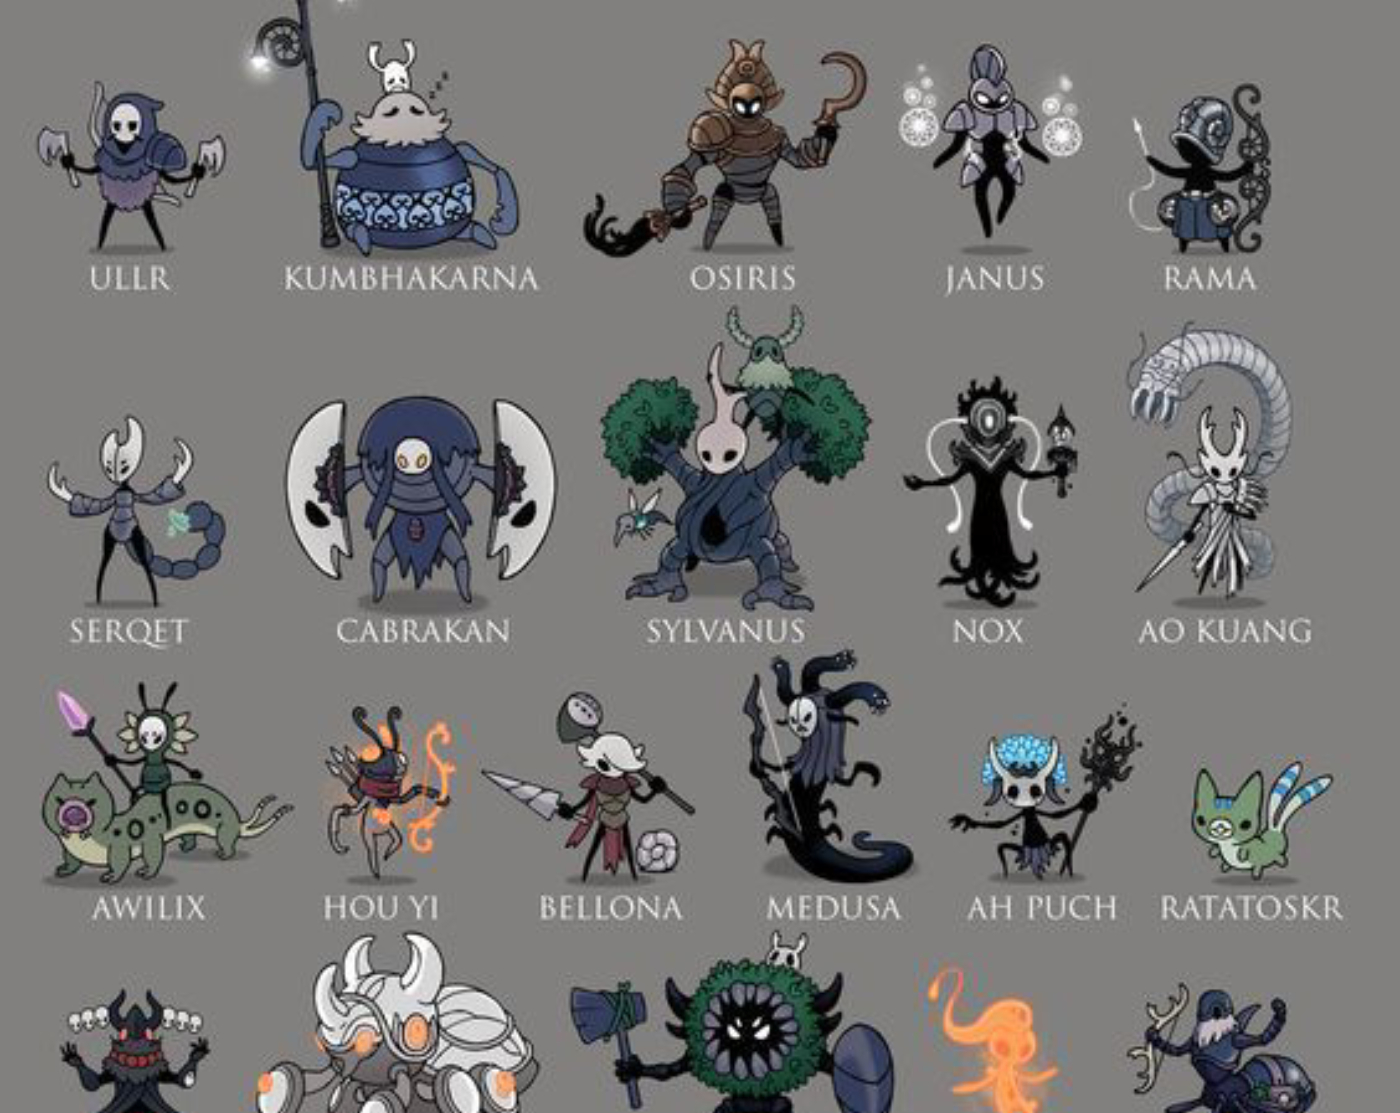 ULLR KUMBHAKARNA OSIRIS JANUS RAMA
SERQET CABRAKAN SYLVANUS NOX AO KUANG
AWILIX HOU YI BELLONA MEDUSA AH PUCH RATATOSKR